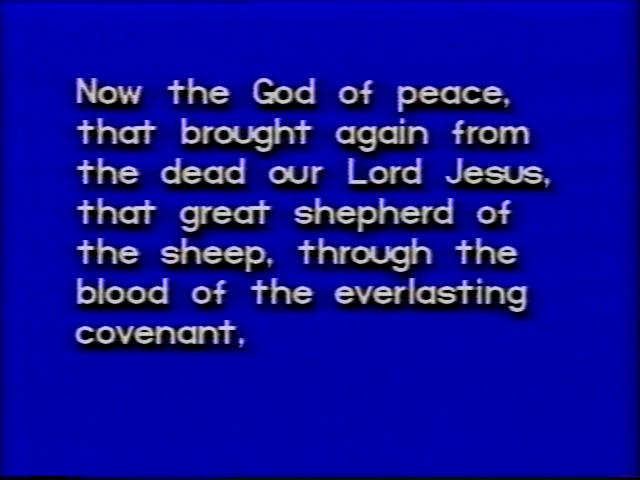 Now the God of peace,
that brought again from
the dead our Lord Jesus,
that great shepherd of
the sheep, through the
blood of the everlasting
covenant,